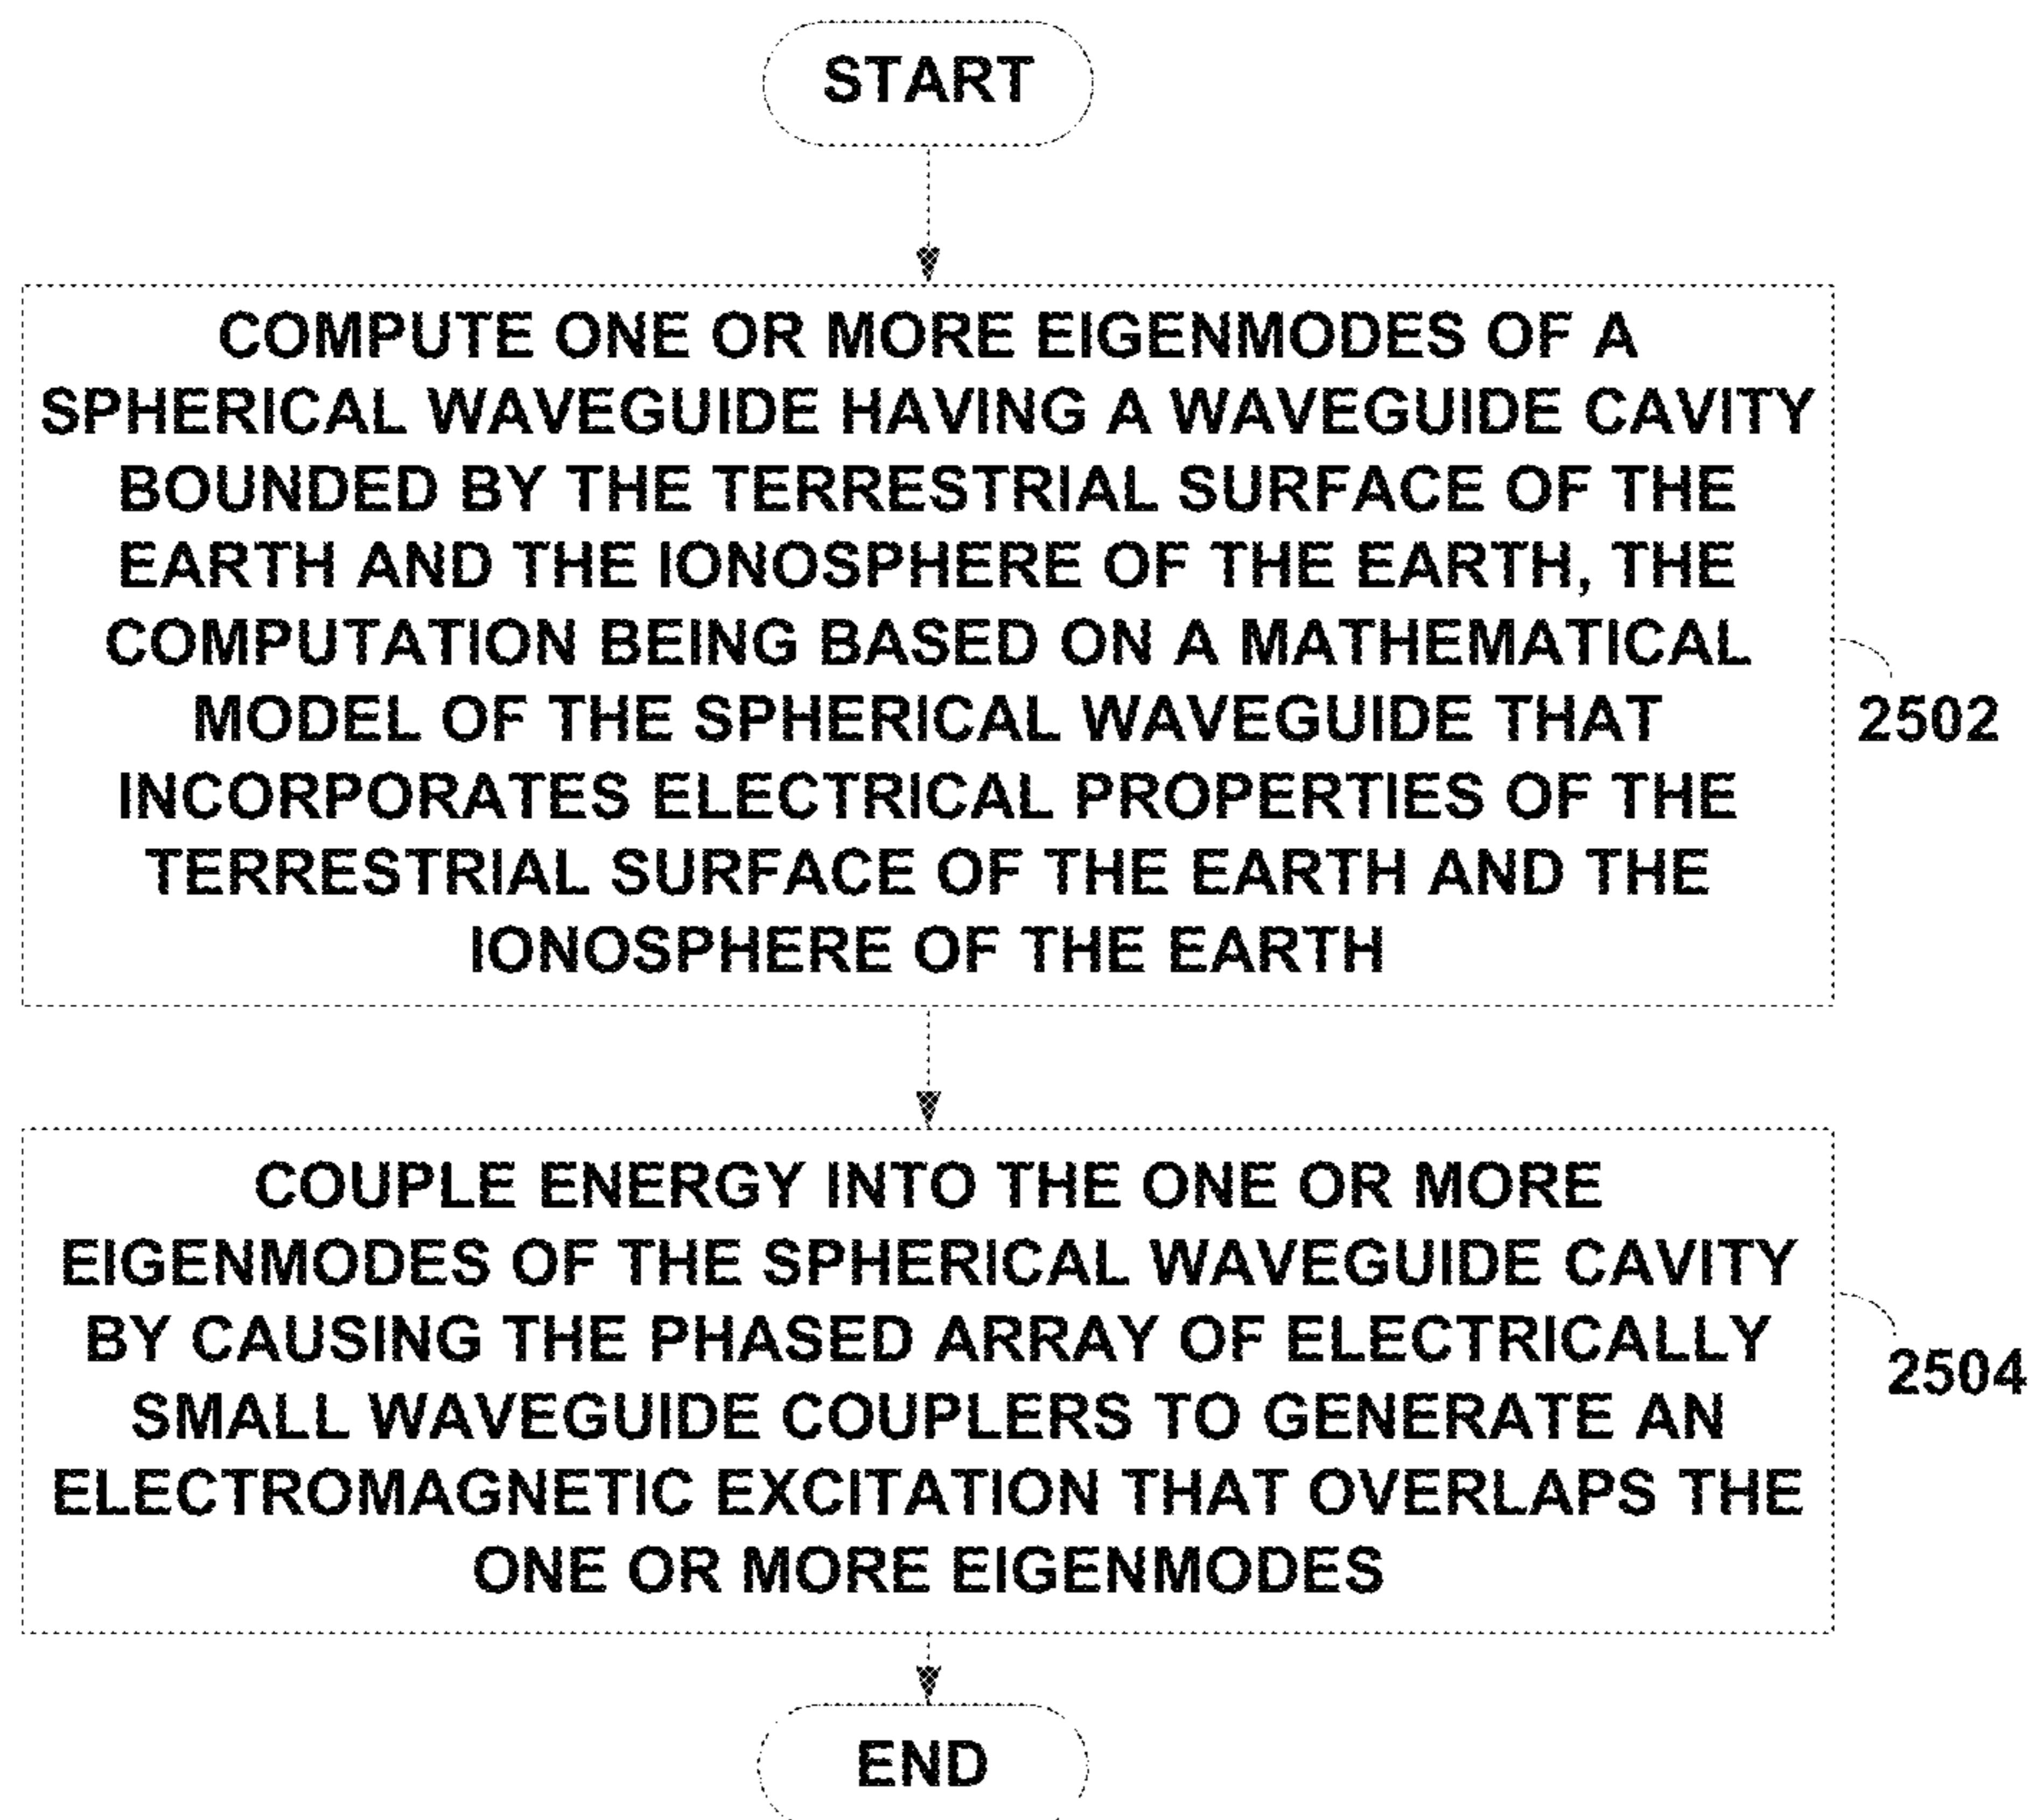 START
COMPUTE ONE OR MORE EIGENMODES OF A
SPHERICAL WAVEGUIDE HAVING A WAVEGUIDE CAVITY
BOUNDED BY THE TERRESTRIAL SURFACE OF THE
EARTH AND THE IONOSPHERE OF THE EARTH, THE
COMPUTATION BEING BASED ON A MATHEMATICAL
MODEL OF THE SPHERICAL WAVEGUIDE THAT
INCORPORATES ELECTRICAL PROPERTIES OF THE
TERRESTRIAL SURFACE OF THE EARTH AND THE
IONOSPHERE OF THE EARTH
2502
COUPLE ENERGY INTO THE ONE OR MORE
EIGENMODES OF THE SPHERICAL WAVEGUIDE CAVITY
BY CAUSING THE PHASED ARRAY OF ELECTRICALLY
SMALL WAVEGUIDE COUPLERS TO GENERATE AN
ELECTROMAGNETIC EXCITATION THAT OVERLAPS THE
ONE OR MORE EIGENMODES
2504
END